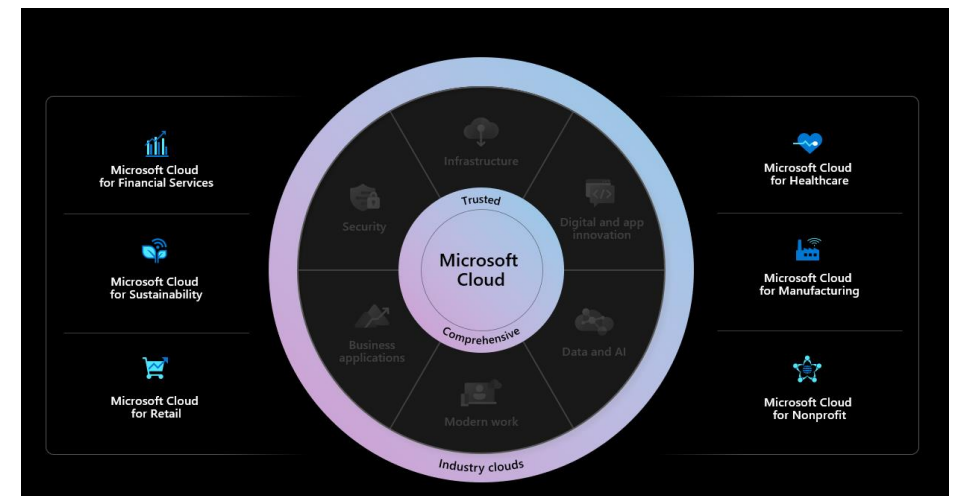 Microsoft Cloud
for Financial Services
Microsoft Cloud
for Sustainability
Microsoft Cloud
for Retail
Infrastructure
Security
Digital and app
innovation
Trusted
Microsoft
Cloud
Comprehensive
Business
applications
Data and AI
Modern work
Industry clouds
Microsoft Cloud
for Healthcare
Microsoft Cloud
for Manufacturing
Microsoft Cloud
for Nonprofit